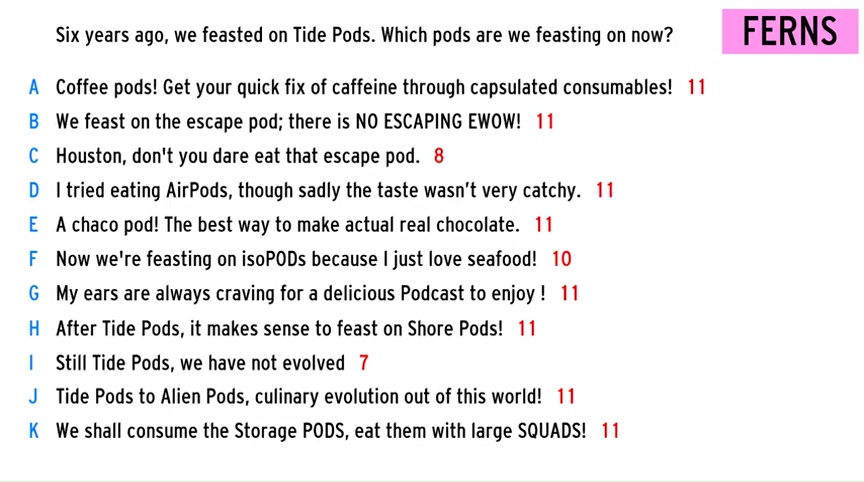 Six years ago, we feasted on Tide Pods. Which pods are we feasting on now?
FERNS
A Coffee pods! Get your quick fix of caffeine through capsulated consumables! 11
B We feast on the escape pod; there is NO ESCAPING EWOW! 11
C Houston, don't you dare eat that escape pod. 8
D I tried eating AirPods, though sadly the taste wasn’t very catchy. 11
E A chaco pod! The best way to make actual real chocolate. 11
F Now we're feasting on isoPODs because I just love seafood! 10
G My ears are always craving for a delicious Podcast to enjoy ! 11
H After Tide Pods, it makes sense to feast on Shore Pods! 11
I Still Tide Pods, we have not evolved 7
J Tide Pods to Alien Pods, culinary evolution out of this world! 11
K We shall consume the Storage PODS, eat them with large SQUADS! 11